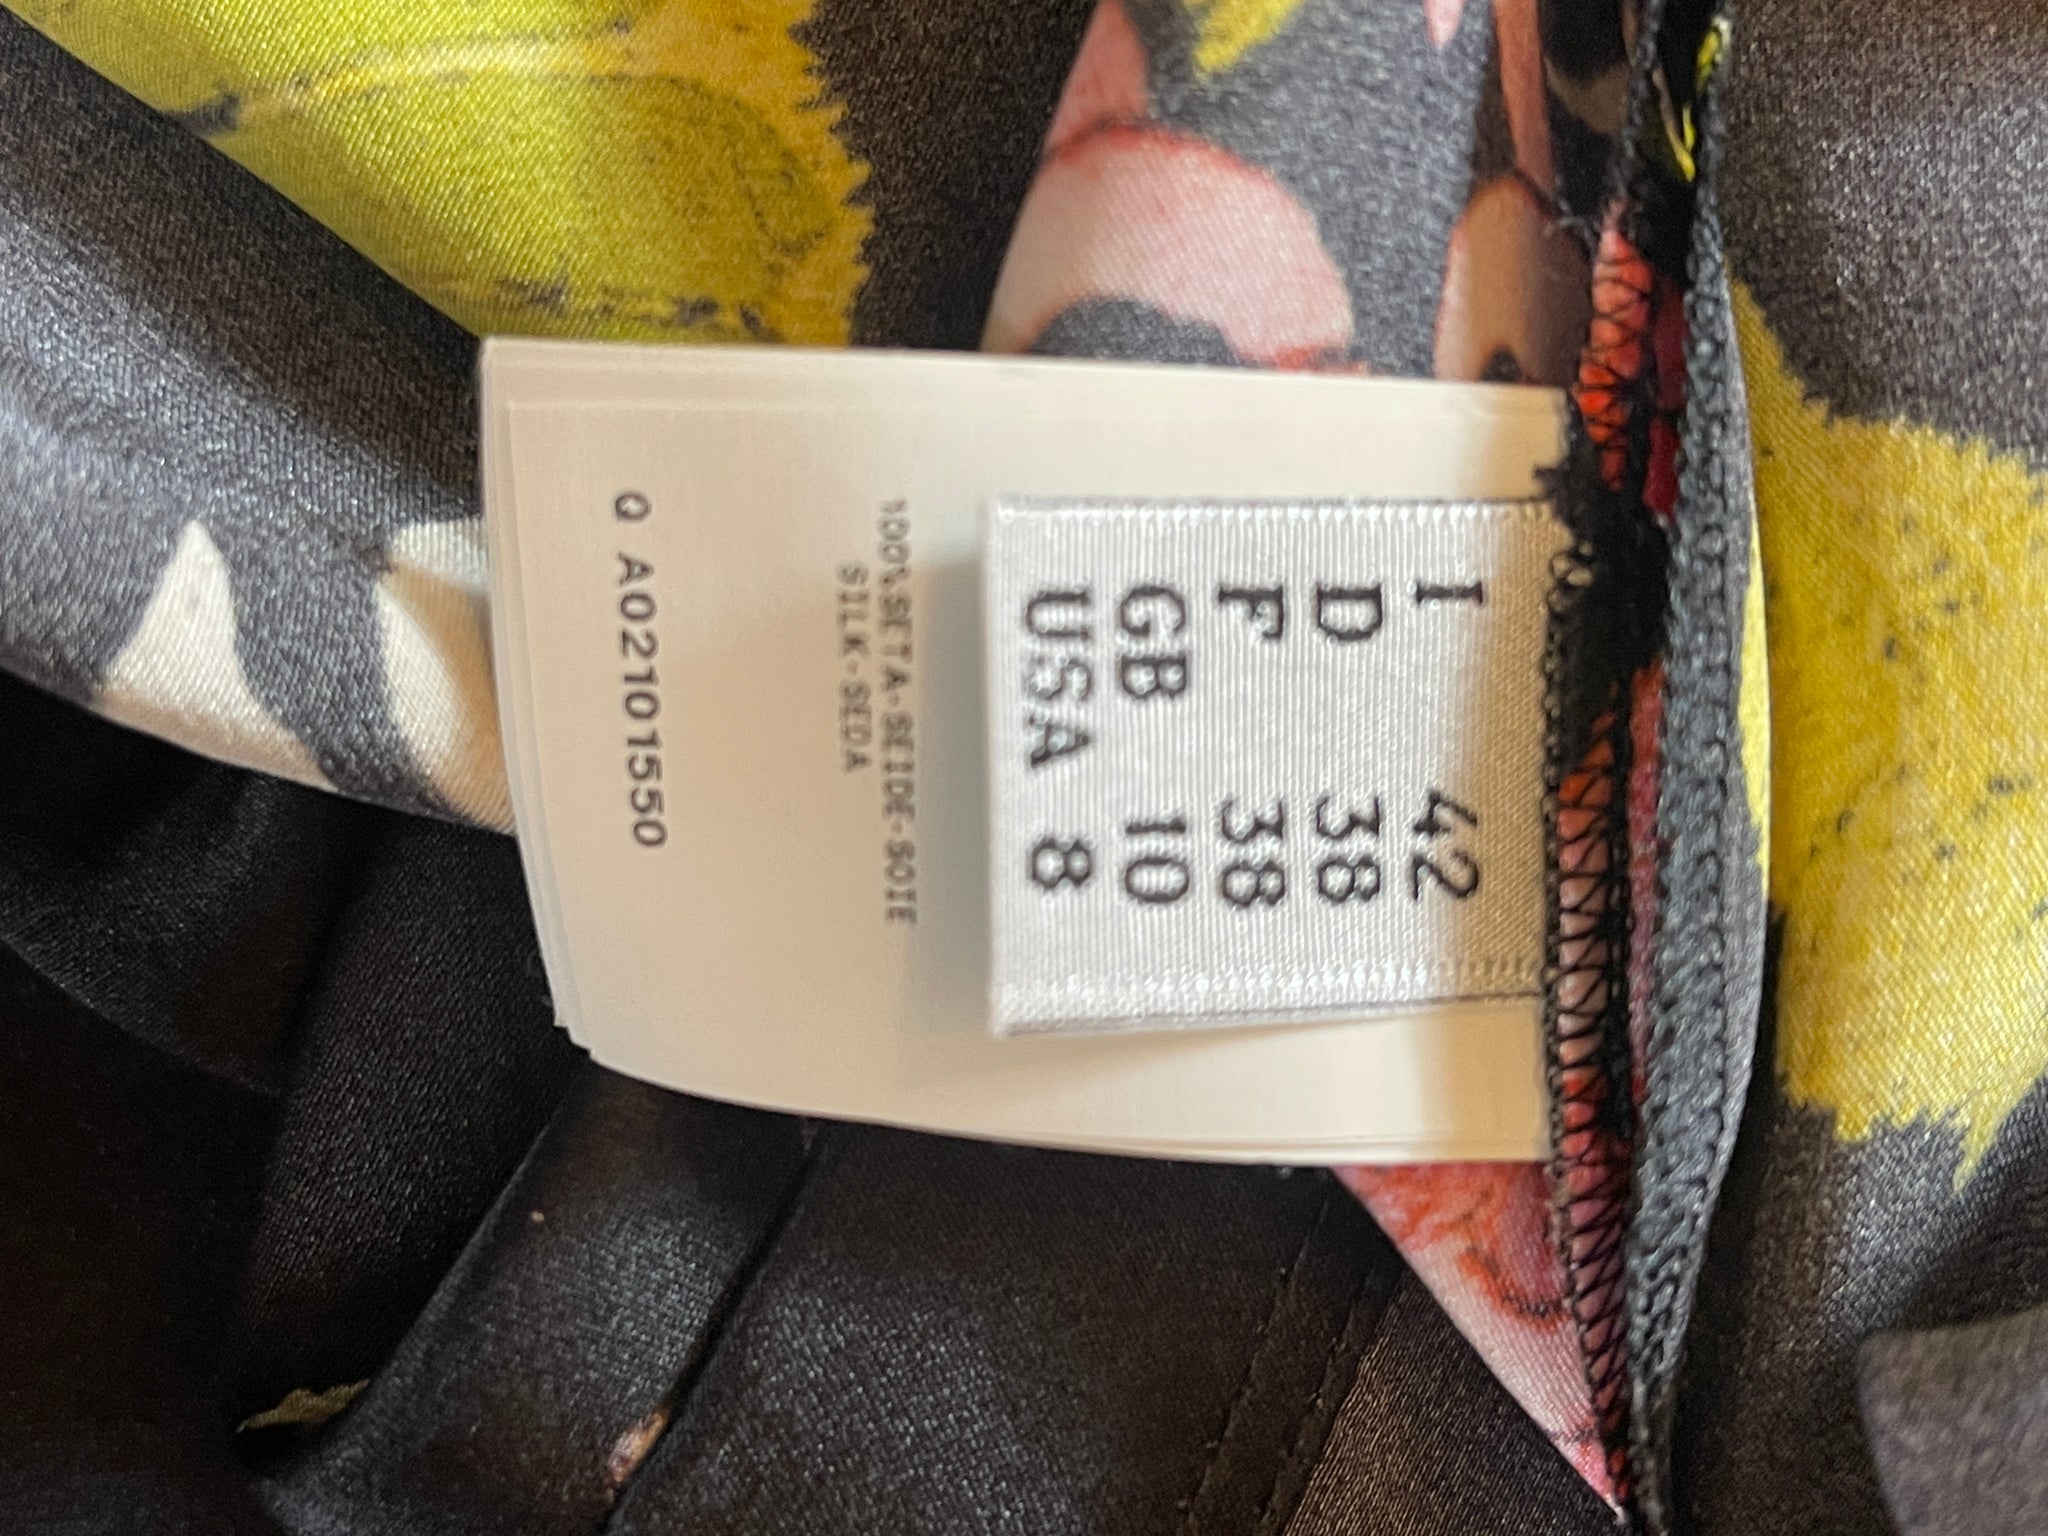 I 42
D 38
F 38
GB 10
USA 8
100%SETA-SEIDE-SOIE
SILK-SEDA
Q A02101550